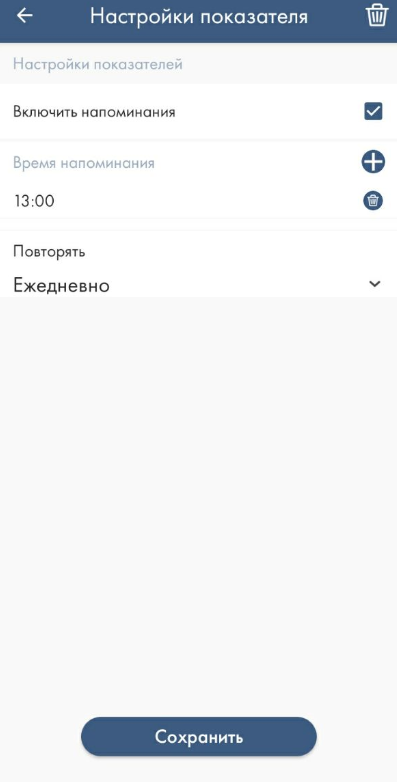 Настройки показателя
Настройки показателей
Включить напоминания
Время напоминания
13:00
Повторять
Ежедневно
Сохранить